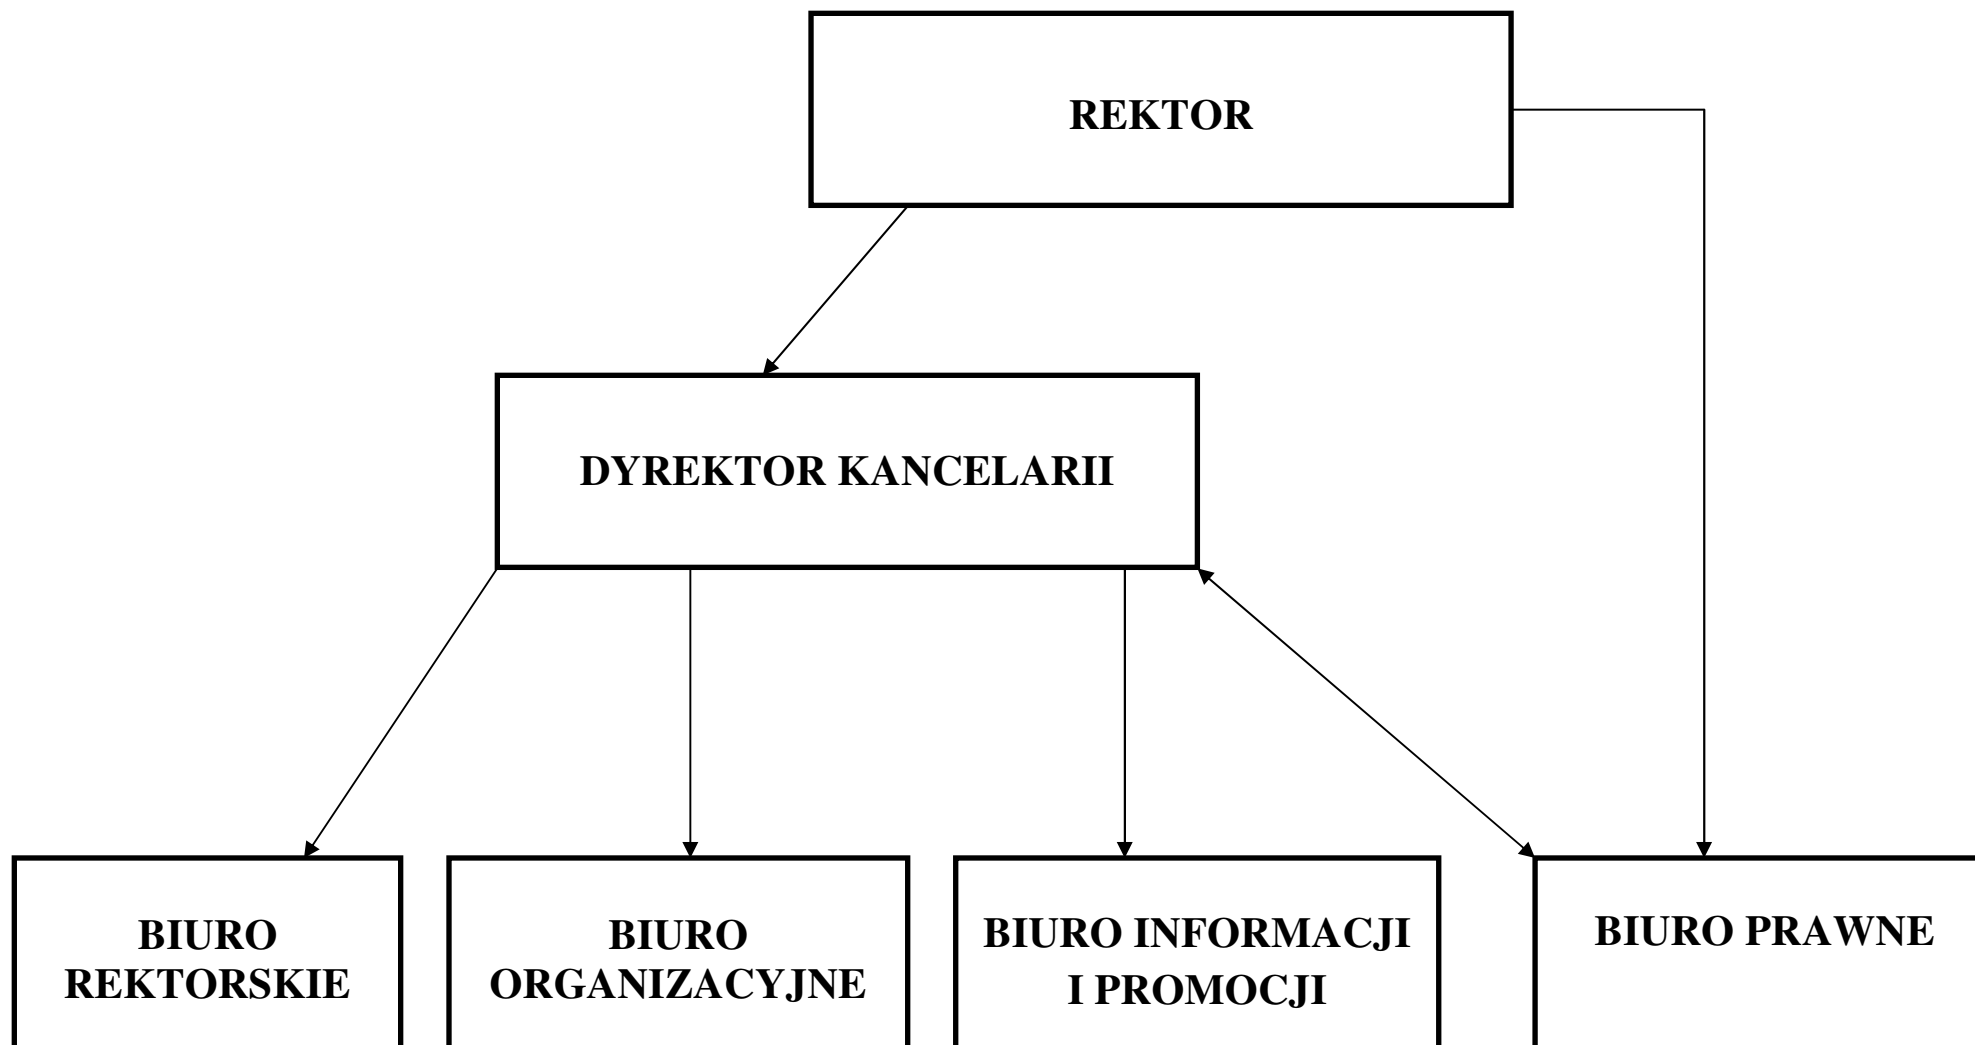 REKTOR
DYREKTOR KANCELARII
BIURO
REKTORSKIE
BIURO
ORGANIZACYJNE
BIURO INFORMACJI
I PROMOCJI
BIURO PRAWNE